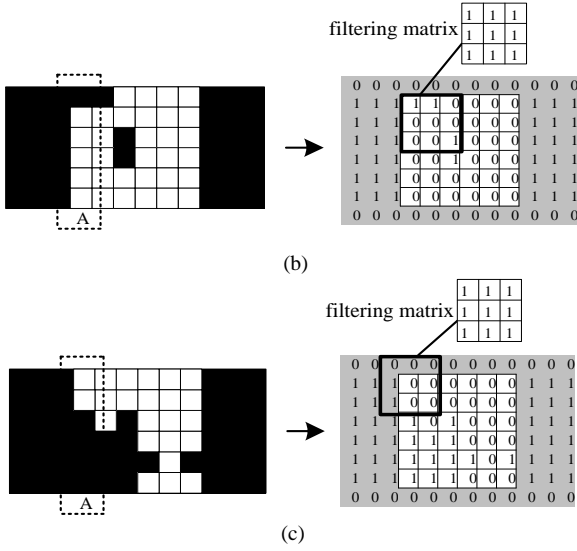 1 1 1
filtering matrix 1 1 1
1 1 1
0 0 0 0 0 0 0 0 0 0 0 0
1 1 1 1 1 0 0 0 0 1 1 1
1 1 1 0 0 0 0 0 0 1 1 1
1 1 1 0 0 1 0 0 0 1 1 1
1 1 1 0 0 1 0 0 0 1 1 1
1 1 1 0 0 0 0 0 0 1 1 1
1 1 1 0 0 0 0 0 0 1 1 1
0 0 0 0 0 0 0 0 0 0 0 0
A
(b)
1 1 1
filtering matrix 1 1 1
1 1 1
0 0 0 0 0 0 0 0 0 0 0 0
1 1 1 0 0 0 0 0 0 1 1 1
1 1 1 0 0 0 0 0 0 1 1 1
1 1 1 1 0 1 0 0 0 1 1 1
1 1 1 1 1 1 0 0 0 1 1 1
1 1 1 1 1 1 1 0 1 1 1 1
1 1 1 1 1 1 0 0 0 1 1 1
0 0 0 0 0 0 0 0 0 0 0 0
A
(c)